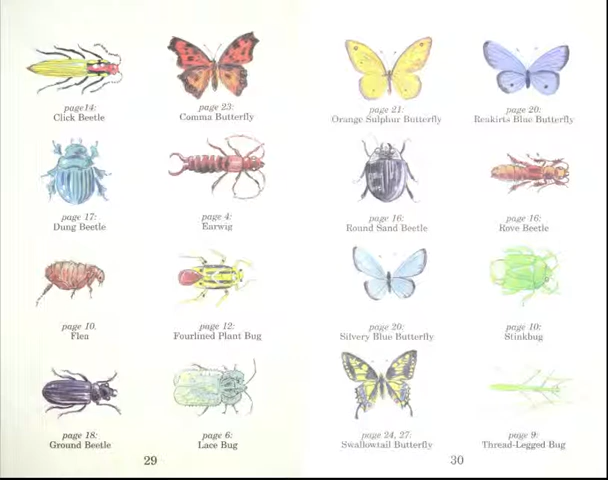 page14:
Click Beetle
page 23:
Comma Butterfly
page 17:
Dung Beetle
page 4:
Earwig
page 10.
Flea
page 12:
Fourlined Plant Bug
page 18:
Ground Beetle
page 6:
Lace Bug
29
page 21:
Orange Sulphur Butterfly
page 20:
Reakirts Blue Butterfly
page 16:
Round Sand Beetle
page 16:
Rove Beetle
page 20:
Silvery Blue Butterfly
page 10:
Stinkbug
page 24, 27:
Swallowtail Butterfly
page 9:
Thread-Legged Bug
30